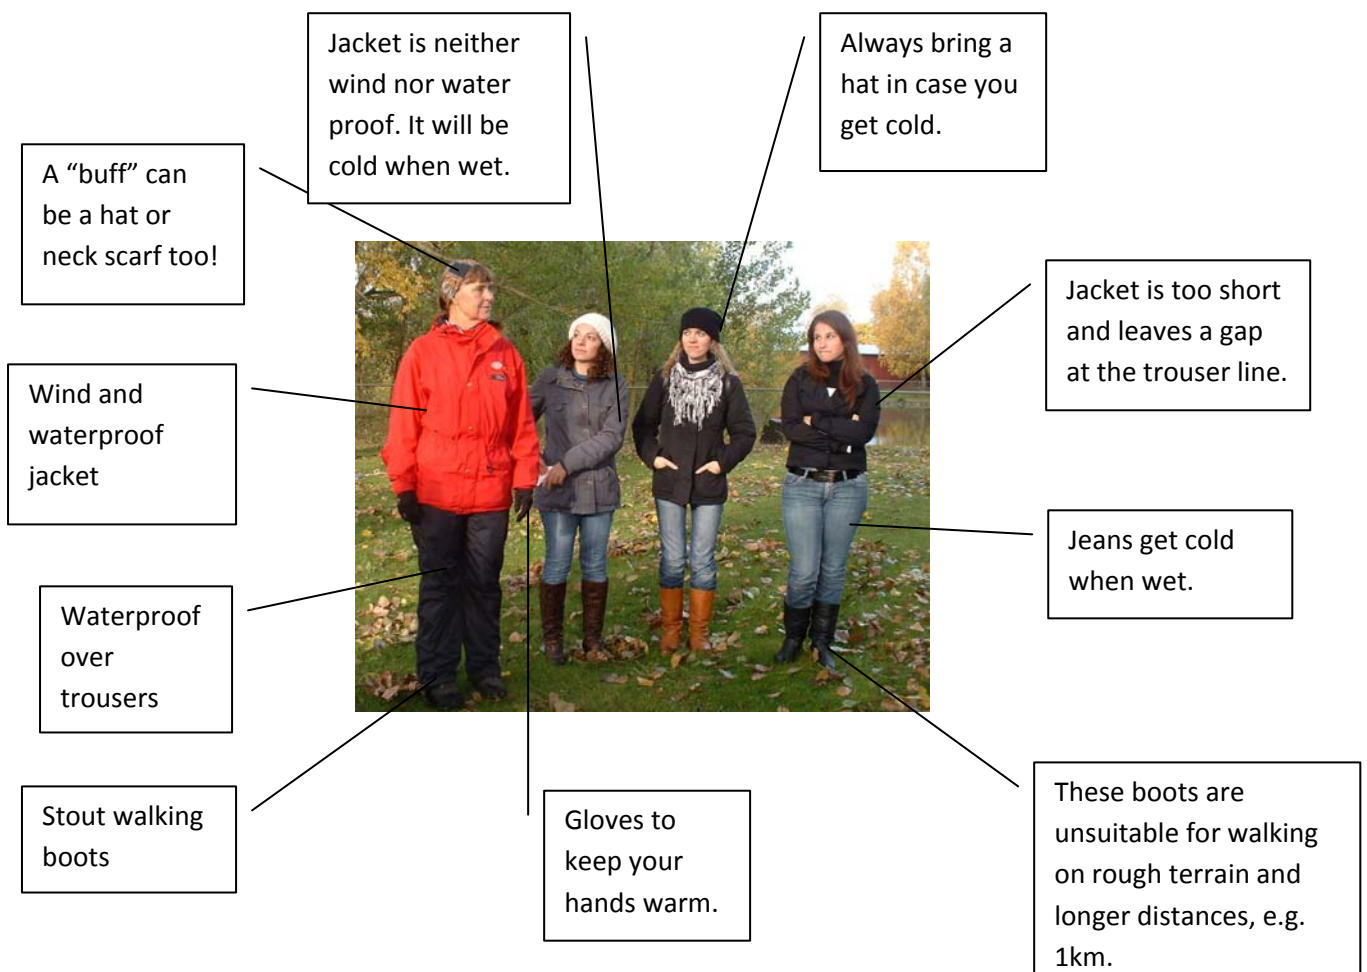 Jacket is neither
wind nor water
proof. It will be
cold when wet.
Always bring a
hat in case you
get cold.
A “buff” can
be a hat or
neck scarf too!
Jacket is too short
and leaves a gap
at the trouser line.
Wind and
waterproof
jacket
Jeans get cold
when wet.
Waterproof
over
trousers
Stout walking
boots
Gloves to
keep your
hands warm.
These boots are
unsuitable for walking
on rough terrain and
longer distances, e.g.
1km.